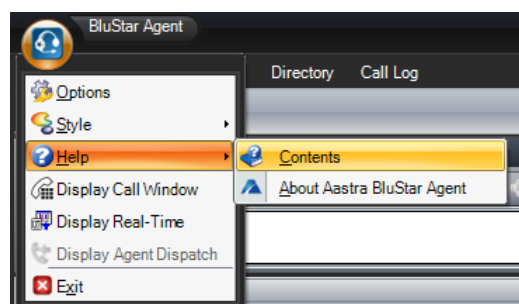 BluStar Agent
Directory Call Log
Options
Style
Help
Contents
Display Call Window
About Aastra BluStar Agent
Display Real-Time
Display Agent Dispatch
Exit